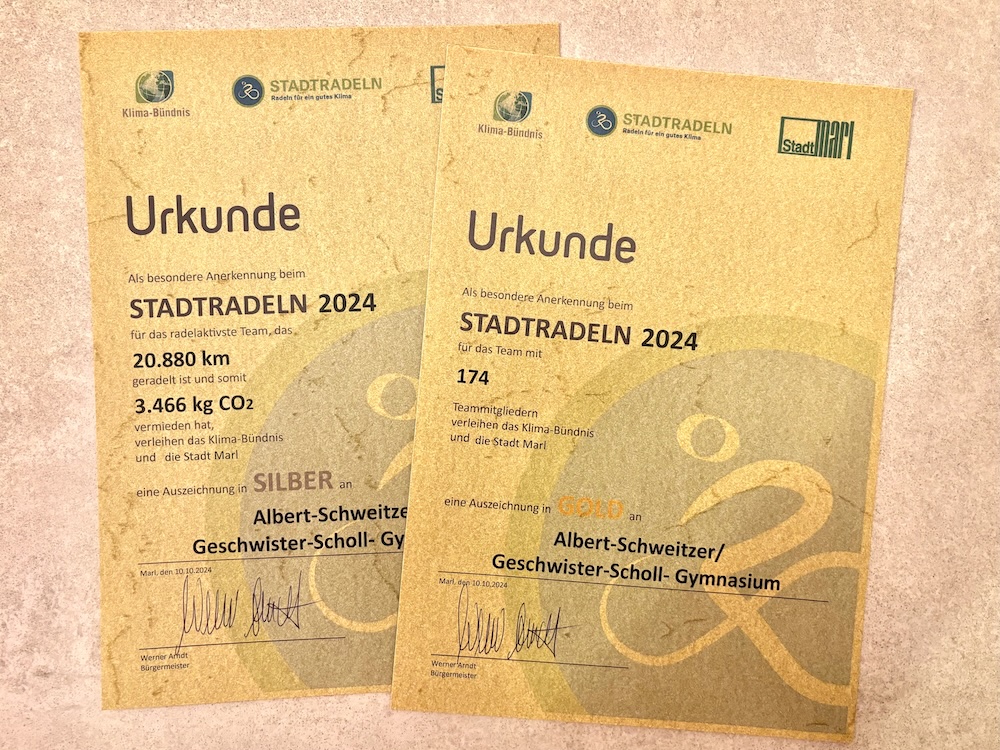 Klima-Bündnis
STADTRADELN
Radeln für ein gutes Klima
Urkunde
Als besondere Anerkennung beim
STADTRADELN 2024
für das radelaktivste Team, das
20.880 km
geradelt ist und somit
3.466 kg CO2
vermieden hat,
verleihen das Klima-Bündnis
und die Stadt Marl
eine Auszeichnung in SILBER an
Albert-Schweitze
Geschwister-Scholl- Gy
Marl, den 10.10.2024
Werner Arndt
Bürgermeister
Klima-Bündnis
STADTRADELN
Radeln für ein gutes Klima
Stadt marl
Urkunde
Als besondere Anerkennung beim
STADTRADELN 2024
für das Team mit
174
Teammitgliedern
verleihen das Klima-Bündnis
und die Stadt Marl
eine Auszeichnung in GOLD an
Albert-Schweitzer/
Geschwister-Scholl- Gymnasium
Marl, den 10.10.2024
Werner Arndt
Bürgermeister